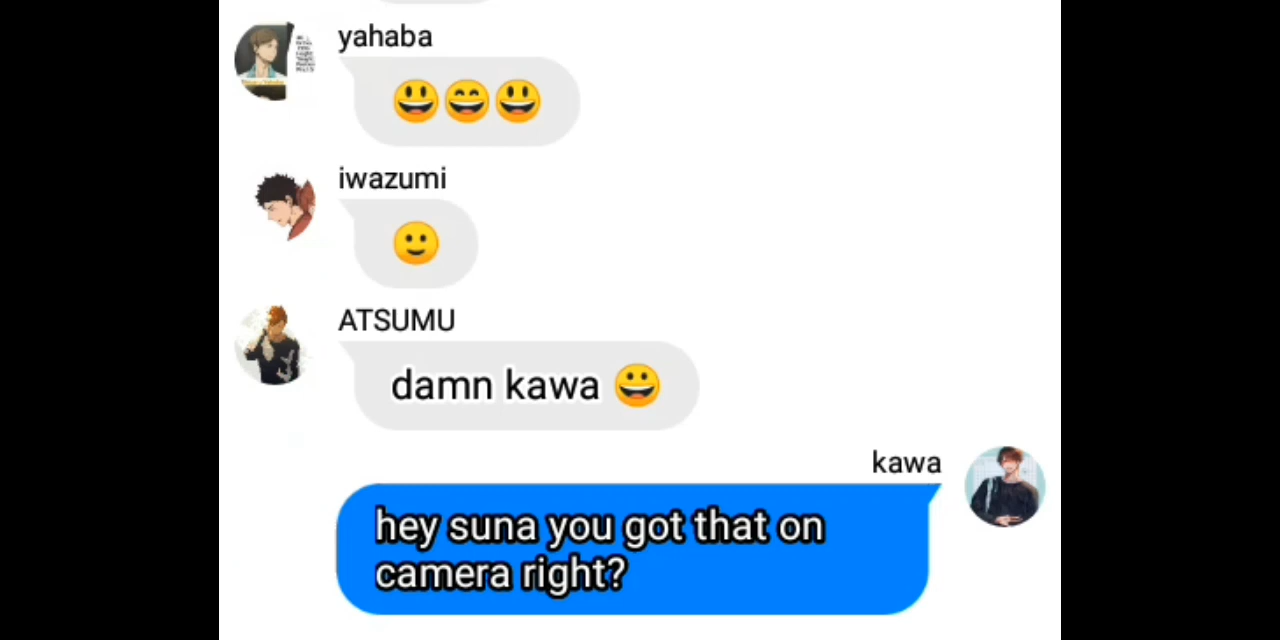 yahaba
😃😄😃
iwazumi
🙂
ATSUMU
damn kawa 😀
kawa
hey suna you got that on
camera right?